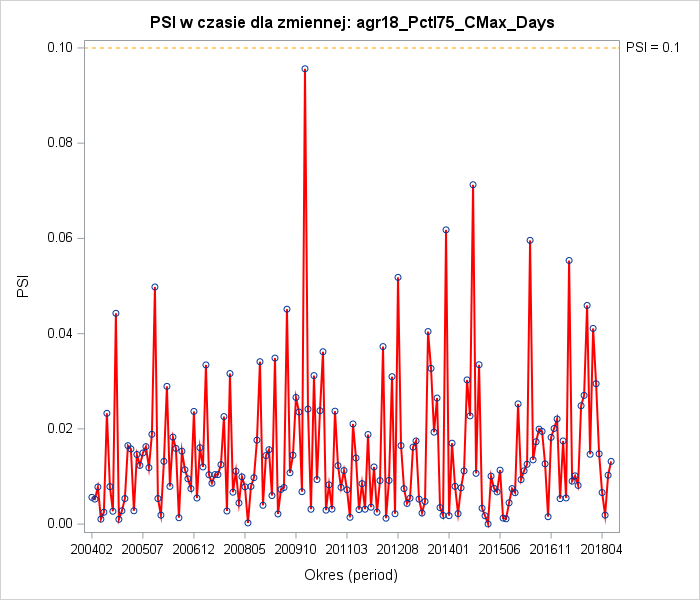 PSI w czasie dla zmiennej: agr18_Pctl75_CMax_Days
0.10
PSI = 0.1
0.08
0.06
PSI
0.04
0.02
0.00
200402 200507 200612 200805 200910 201103 201208 201401 201506 201611 201804
Okres (period)